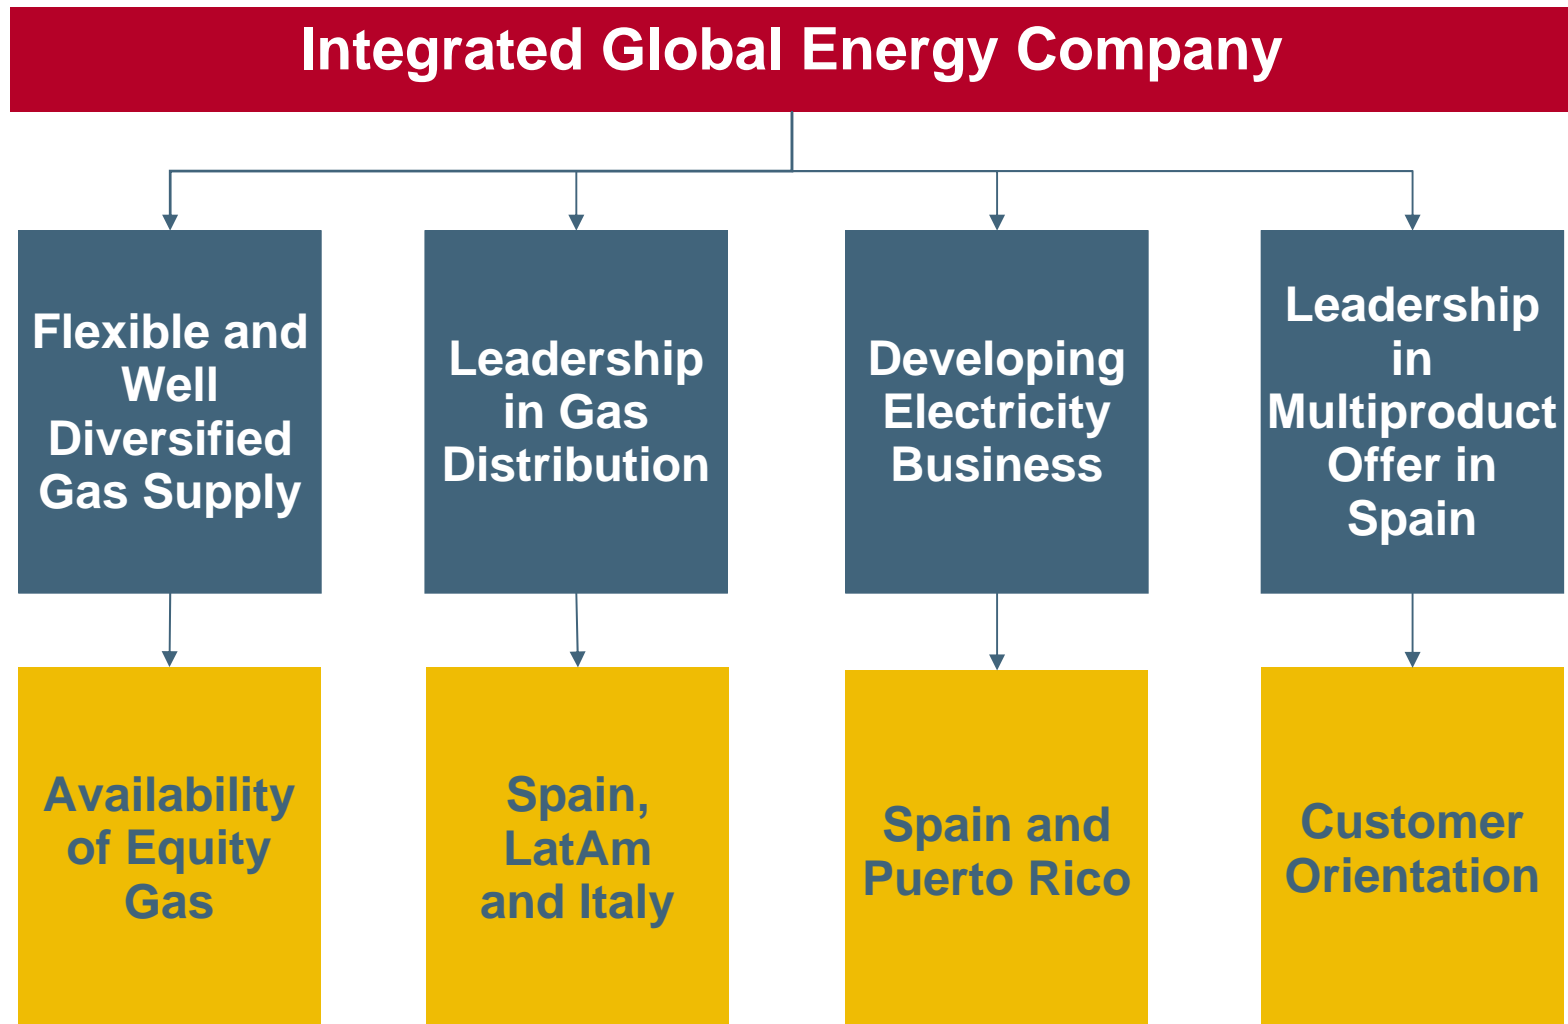 Integrated Global Energy Company
Flexible and
Well
Diversified
Gas Supply
Leadership
in Gas
Distribution
Developing
Electricity
Business
Leadership
in
Multiproduct
Offer in
Spain
Availability
of Equity
Gas
Spain,
LatAm
and Italy
Spain and
Puerto Rico
Customer
Orientation